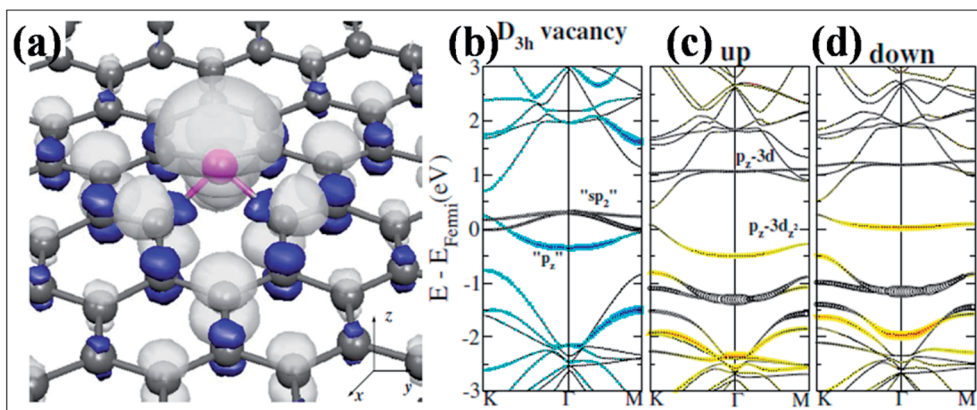 (a)
z
x
y
(b)
D3h vacancy
E - EFermi(eV)
3
2
1
0
-1
-2
-3
"sp2"
"pz"
K
Γ
M
(c)
up
pz-3d
pz-3dz2
K
Γ
M
(d)
down
K
Γ
M